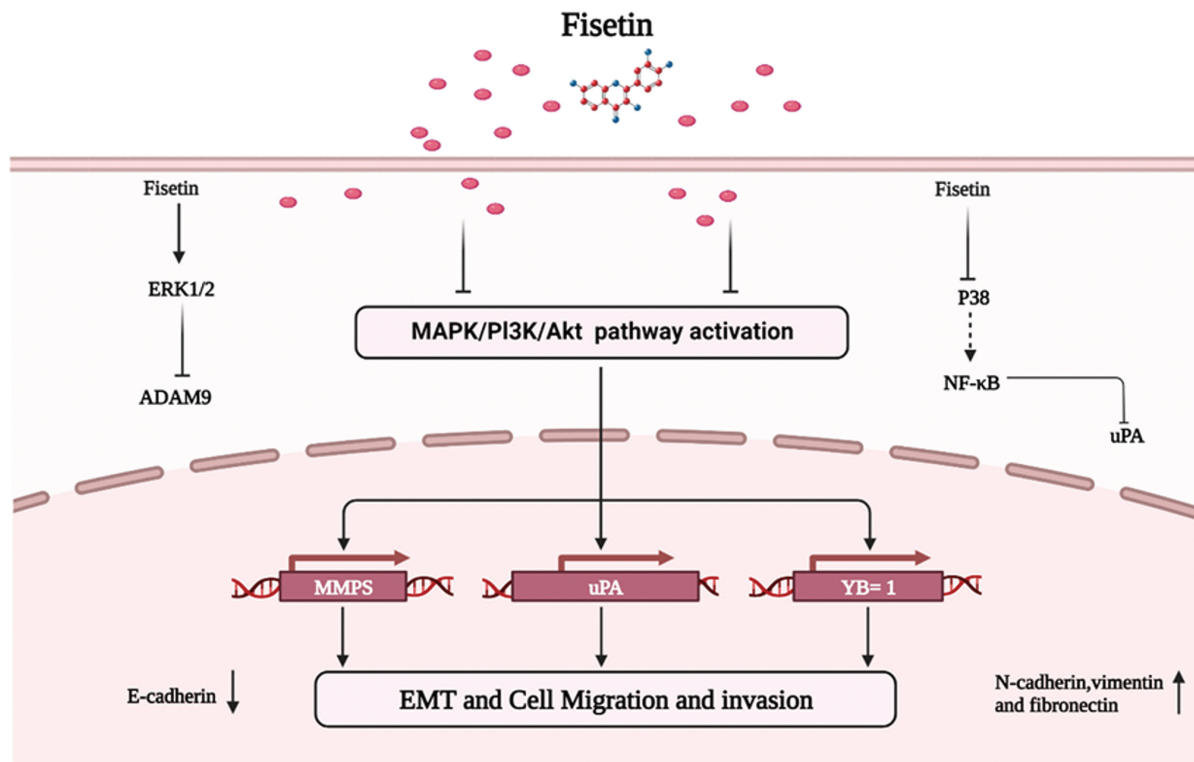 Fisetin
Fisetin
Fisetin
ERK1/2
P38
MAPK/Pl3K/Akt pathway activation
NF-κB
ADAM9
uPA
MMPS
uPA
YB= 1
E-cadherin
EMT and Cell Migration and invasion
N-cadherin,vimentin
and fibronectin